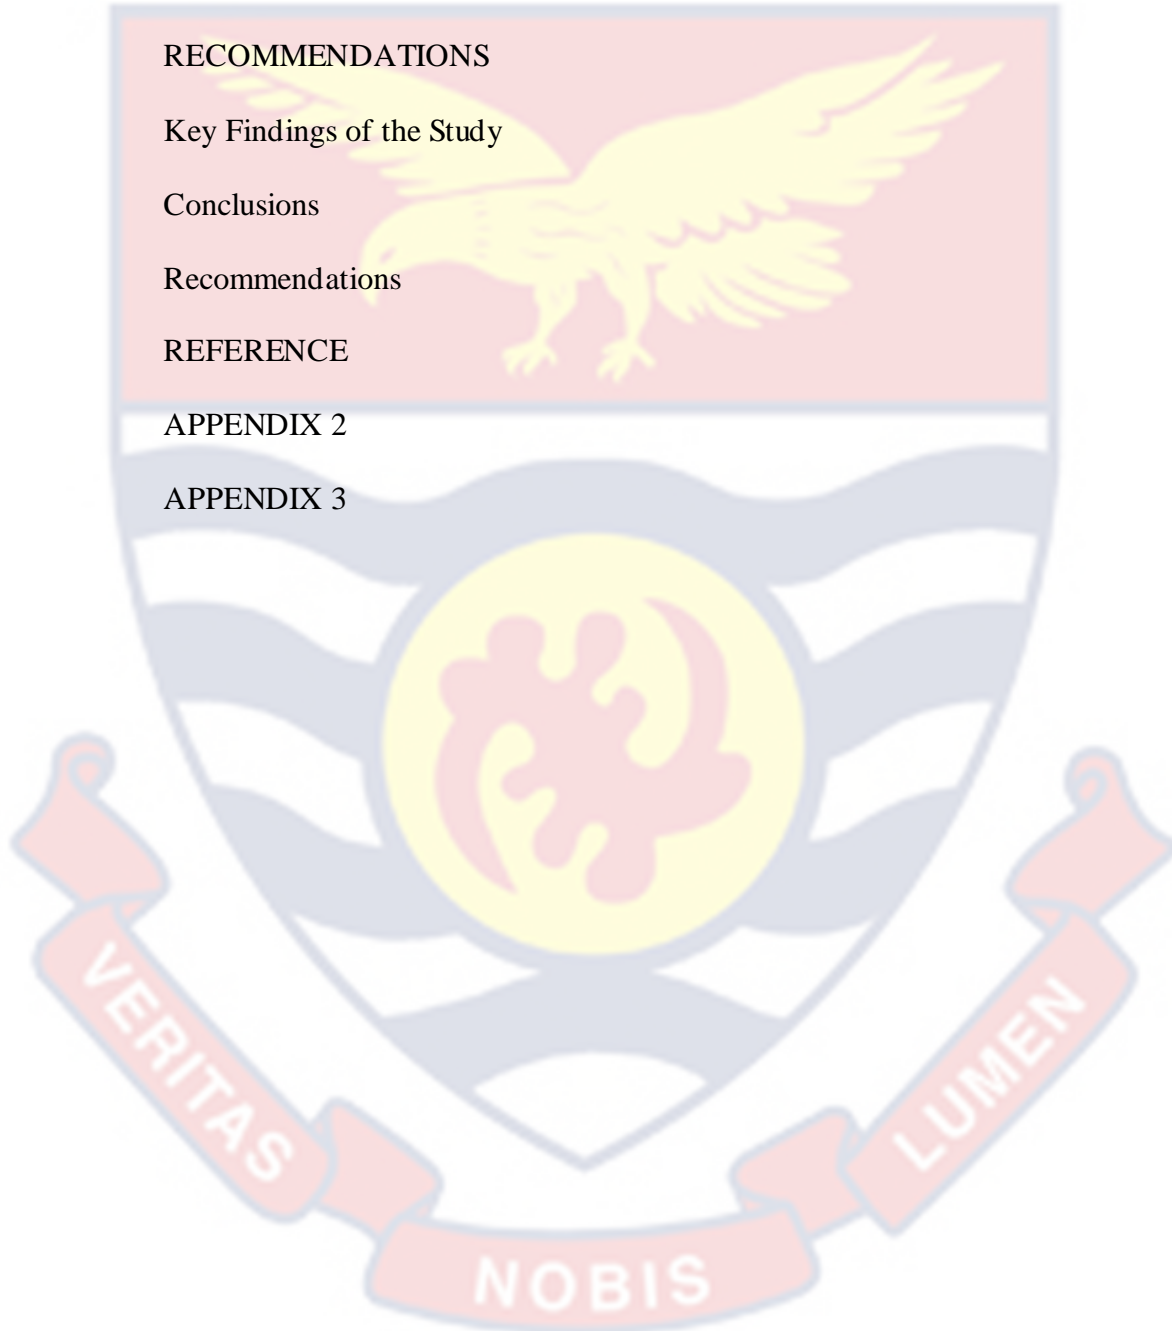 RECOMMENDATIONS
Key Findings of the Study
Conclusions
Recommendations
REFERENCE
APPENDIX 2
APPENDIX 3
VERITAS
NOBIS
LUMEN